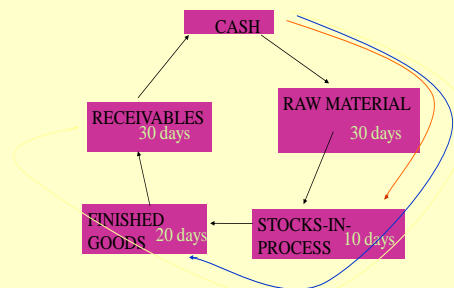 CASH
RAW MATERIAL
30 days
RECEIVABLES
30 days
FINISHED
GOODS 20 days
STOCKS-IN-
PROCESS 10 days